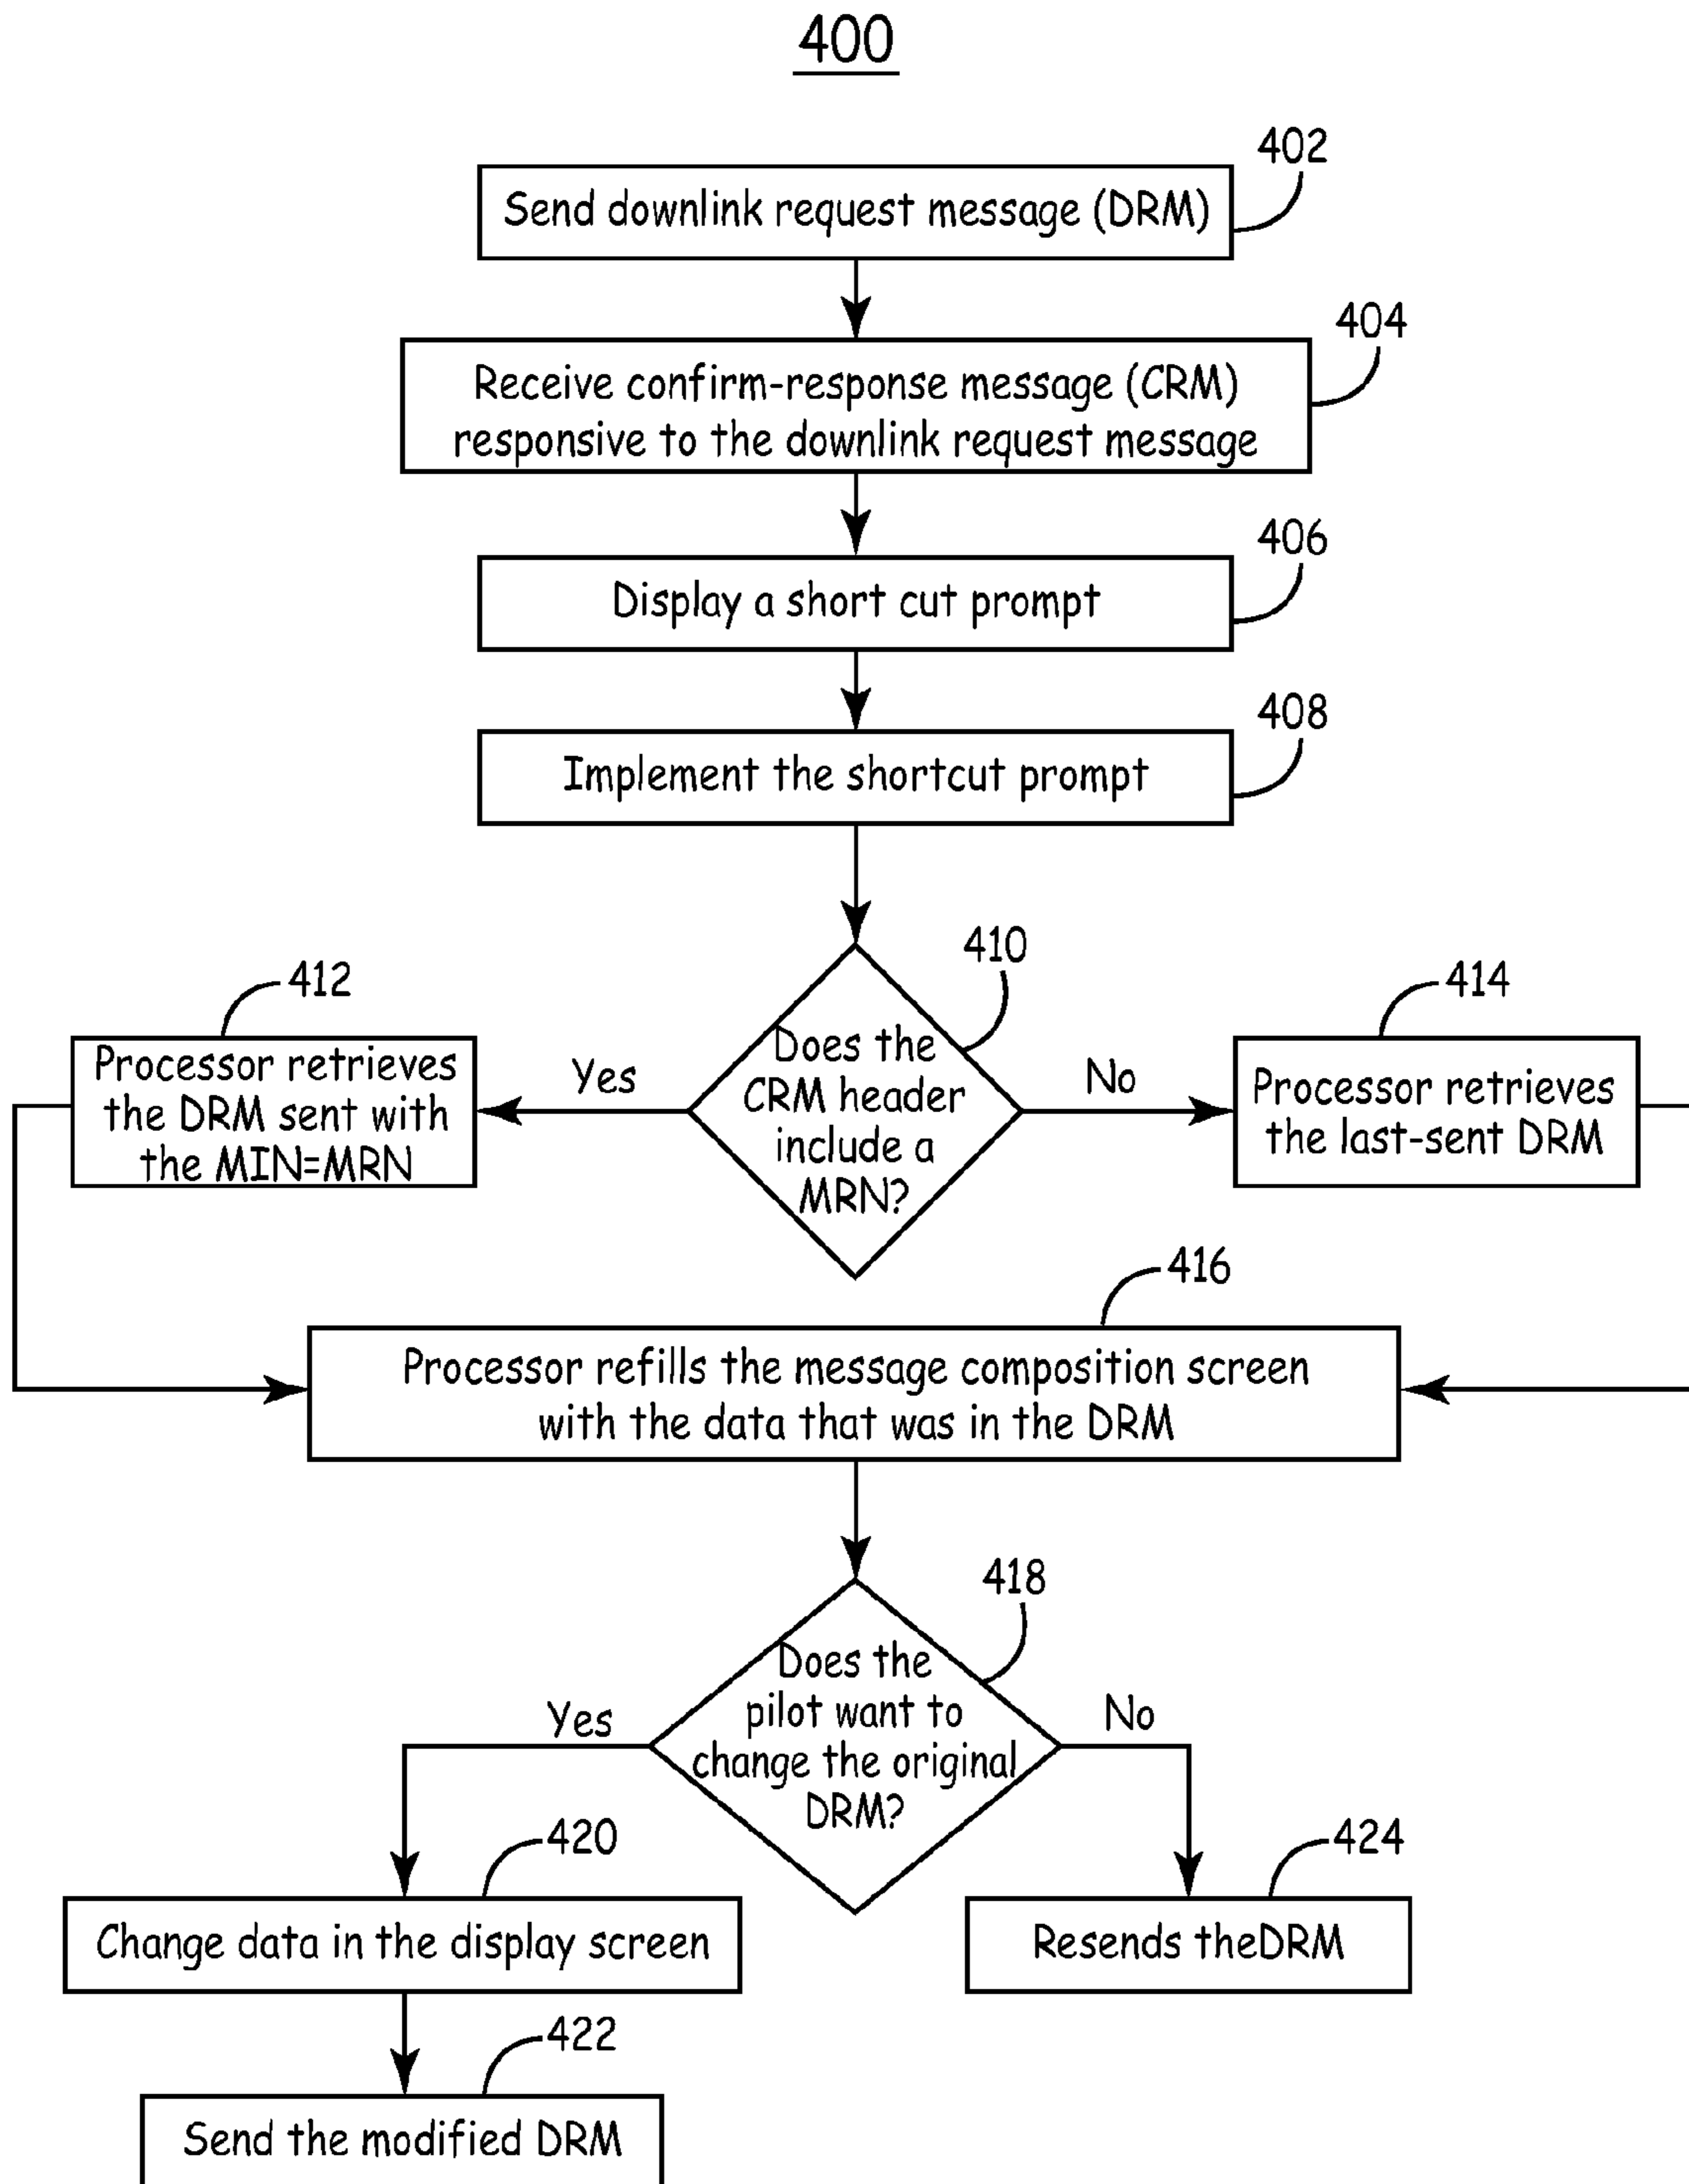 400
402
Send downlink request message (DRM)
404
Receive confirm-response message (CRM)
responsive to the downlink request message
406
Display a short cut prompt
408
Implement the shortcut prompt
410
Does the
CRM header
include a
MRN?
Yes
No
412
Processor retrieves
the DRM sent with
the MIN=MRN
414
Processor retrieves
the last-sent DRM
416
Processor refills the message composition screen
with the data that was in the DRM
418
Does the
pilot want to
change the original
DRM?
Yes
No
420
Change data in the display screen
424
Resends theDRM
422
Send the modified DRM